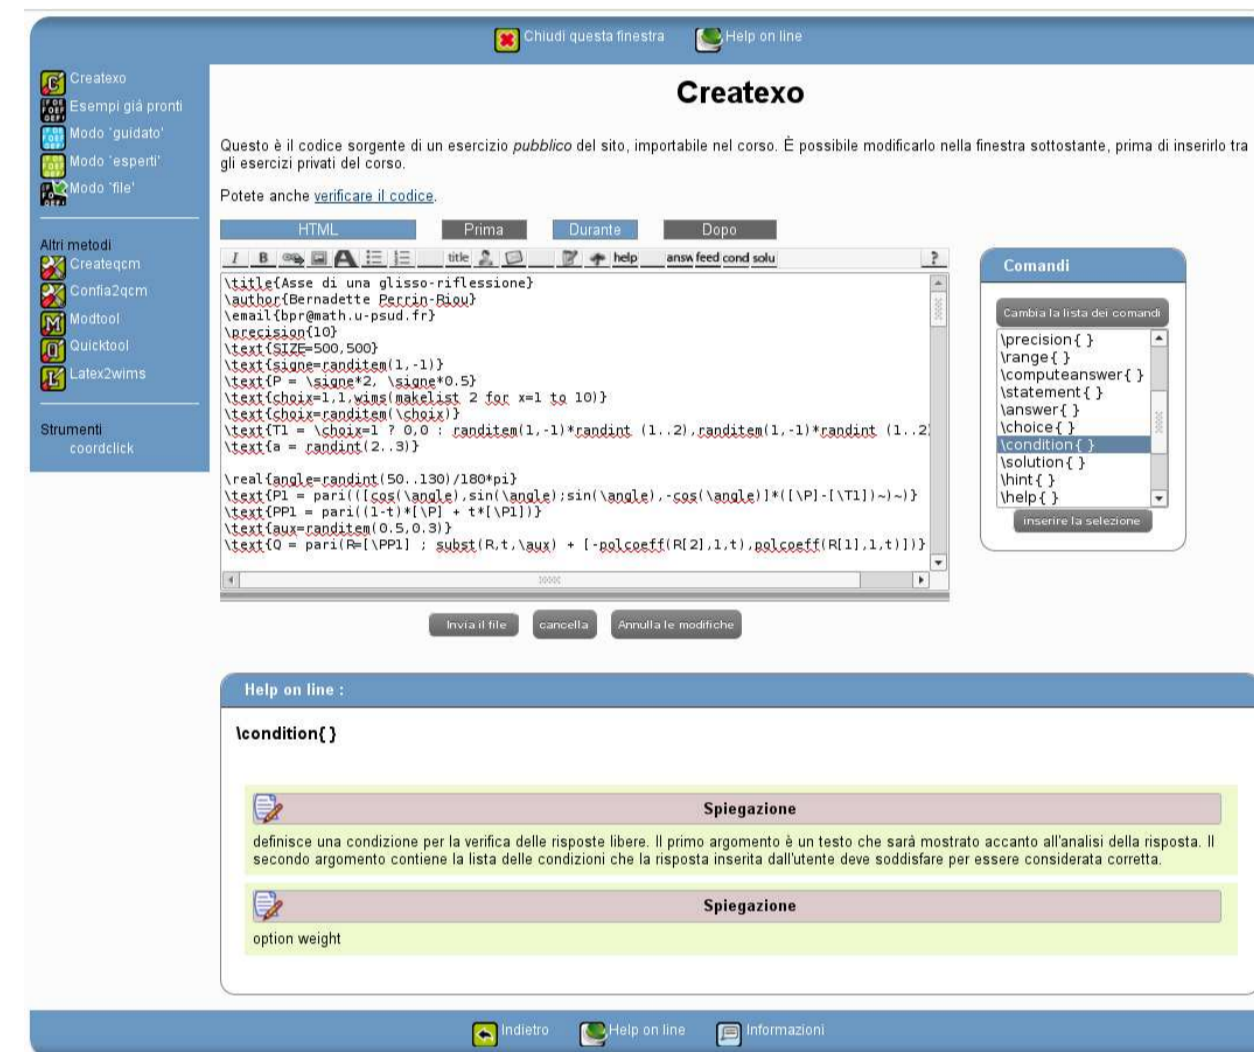 Chiudi questa finestra Help on line
Createxo
Esempi già pronti
Modo 'guidato'
Modo 'esperti'
Modo 'file'
Altri metodi
Createqcm
Confia2qcm
Modtool
Quicktool
Latex2wims
Strumenti
coordclick
Createxo
Questo è il codice sorgente di un esercizio pubblico del sito, importabile nel corso. È possibile modificarlo nella finestra sottostante, prima di inserirlo tra
gli esercizi privati del corso.
Potete anche verificare il codice.
HTML Prima Durante Dopo
I B A title help answ feed cond solu ?
\title{Asse di una glisso-riflessione}
\author{Bernadette Perrin-Riou}
\email{bpr@math.u-psud.fr}
\precision{10}
\text{SIZE=500,500}
\text{signe=randitem(1,-1)}
\text{P = \signe*2, \signe*0.5}
\text{choix=1,1,wims(makelist 2 for x=1 to 10)}
\text{choix=randitem(\choix)}
\text{T1 = \choix=1 ? 0,0 : randitem(1,-1)*randint (1..2),randitem(1,-1)*randint (1..2)
\text{a = randint(2..3)}
\real{angle=randint(50..130)/180*pi}
\text{P1 = pari(([cos(\angle),sin(\angle);sin(\angle),-cos(\angle)]*([\P]-[\T1])~)~)}
\text{PP1 = pari((1-t)*[\P] + t*[\P1])}
\text{aux=randitem(0.5,0.3)}
\text{Q = pari(R=[\PP1] ; subst(R,t,\aux) + [-polcoeff(R[2],1,t),polcoeff(R[1],1,t)])}
Invia il file cancella Annulla le modifiche
Comandi
Cambia la lista dei comandi
\precision{ }
\range{ }
\computeanswer{ }
\statement{ }
\answer{ }
\choice{ }
\condition{ }
\solution{ }
\hint{ }
\help{ }
inserire la selezione
Help on line :
\condition{ }
Spiegazione
definisce una condizione per la verifica delle risposte libere. Il primo argomento è un testo che sarà mostrato accanto all'analisi della risposta. Il
secondo argomento contiene la lista delle condizioni che la risposta inserita dall'utente deve soddisfare per essere considerata corretta.
Spiegazione
option weight
Indietro Help on line Informazioni